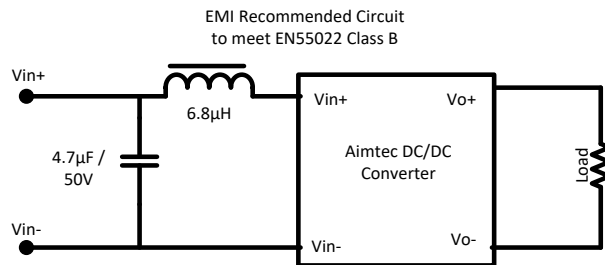 EMI Recommended Circuit
to meet EN55022 Class B
Vin+
6.8µH
Vin+
Vo+
4.7µF /
50V
Aimtec DC/DC
Converter
Load
Vin-
Vin-
Vo-